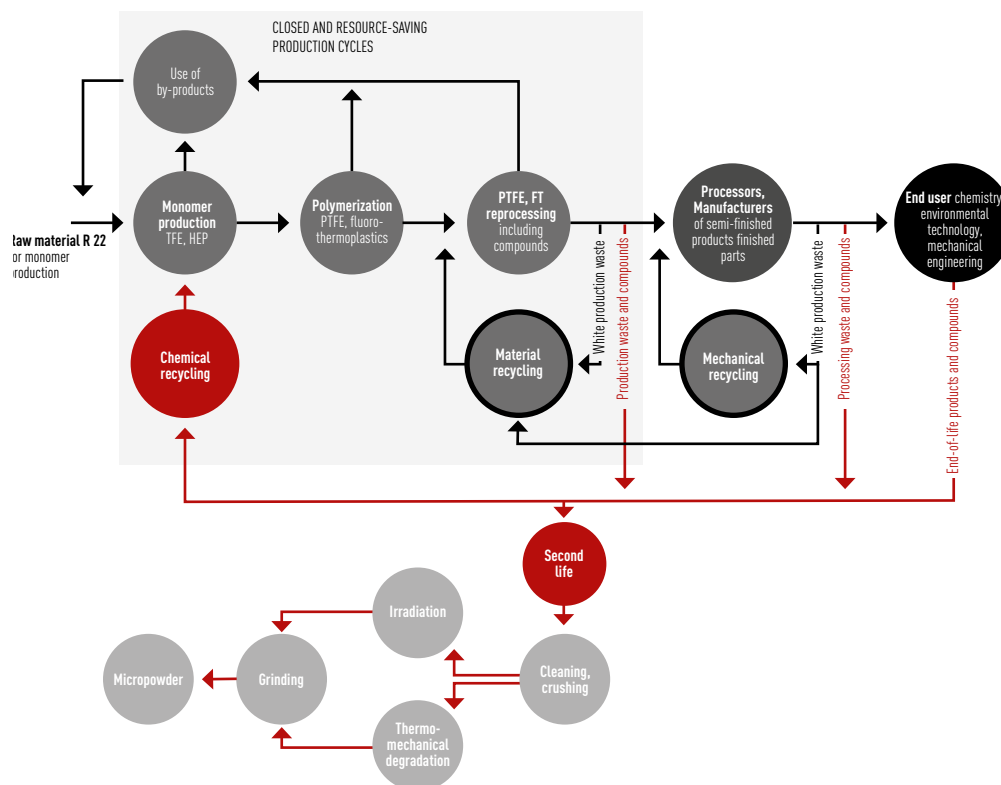 CLOSED AND RESOURCE-SAVING
PRODUCTION CYCLES
Use of
by-products
Monomer
production
TFE, HEP
Polymerization
PTFE, fluoro-
thermoplastics
PTFE, FT
reprocessing
including
compounds
Processors,
Manufacturers
of semi-finished
products finished
parts
End user chemistry,
environmental
technology,
mechanical
engineering
Raw material R 22
or monomer
production
Chemical
recycling
Material
recycling
White production waste
Production waste and compounds
Mechanical
recycling
White production waste
Processing waste and compounds
End-of-life products and compounds
Second
life
Irradiation
Micropowder
Grinding
Cleaning,
crushing
Thermo-
mechanical
degradation